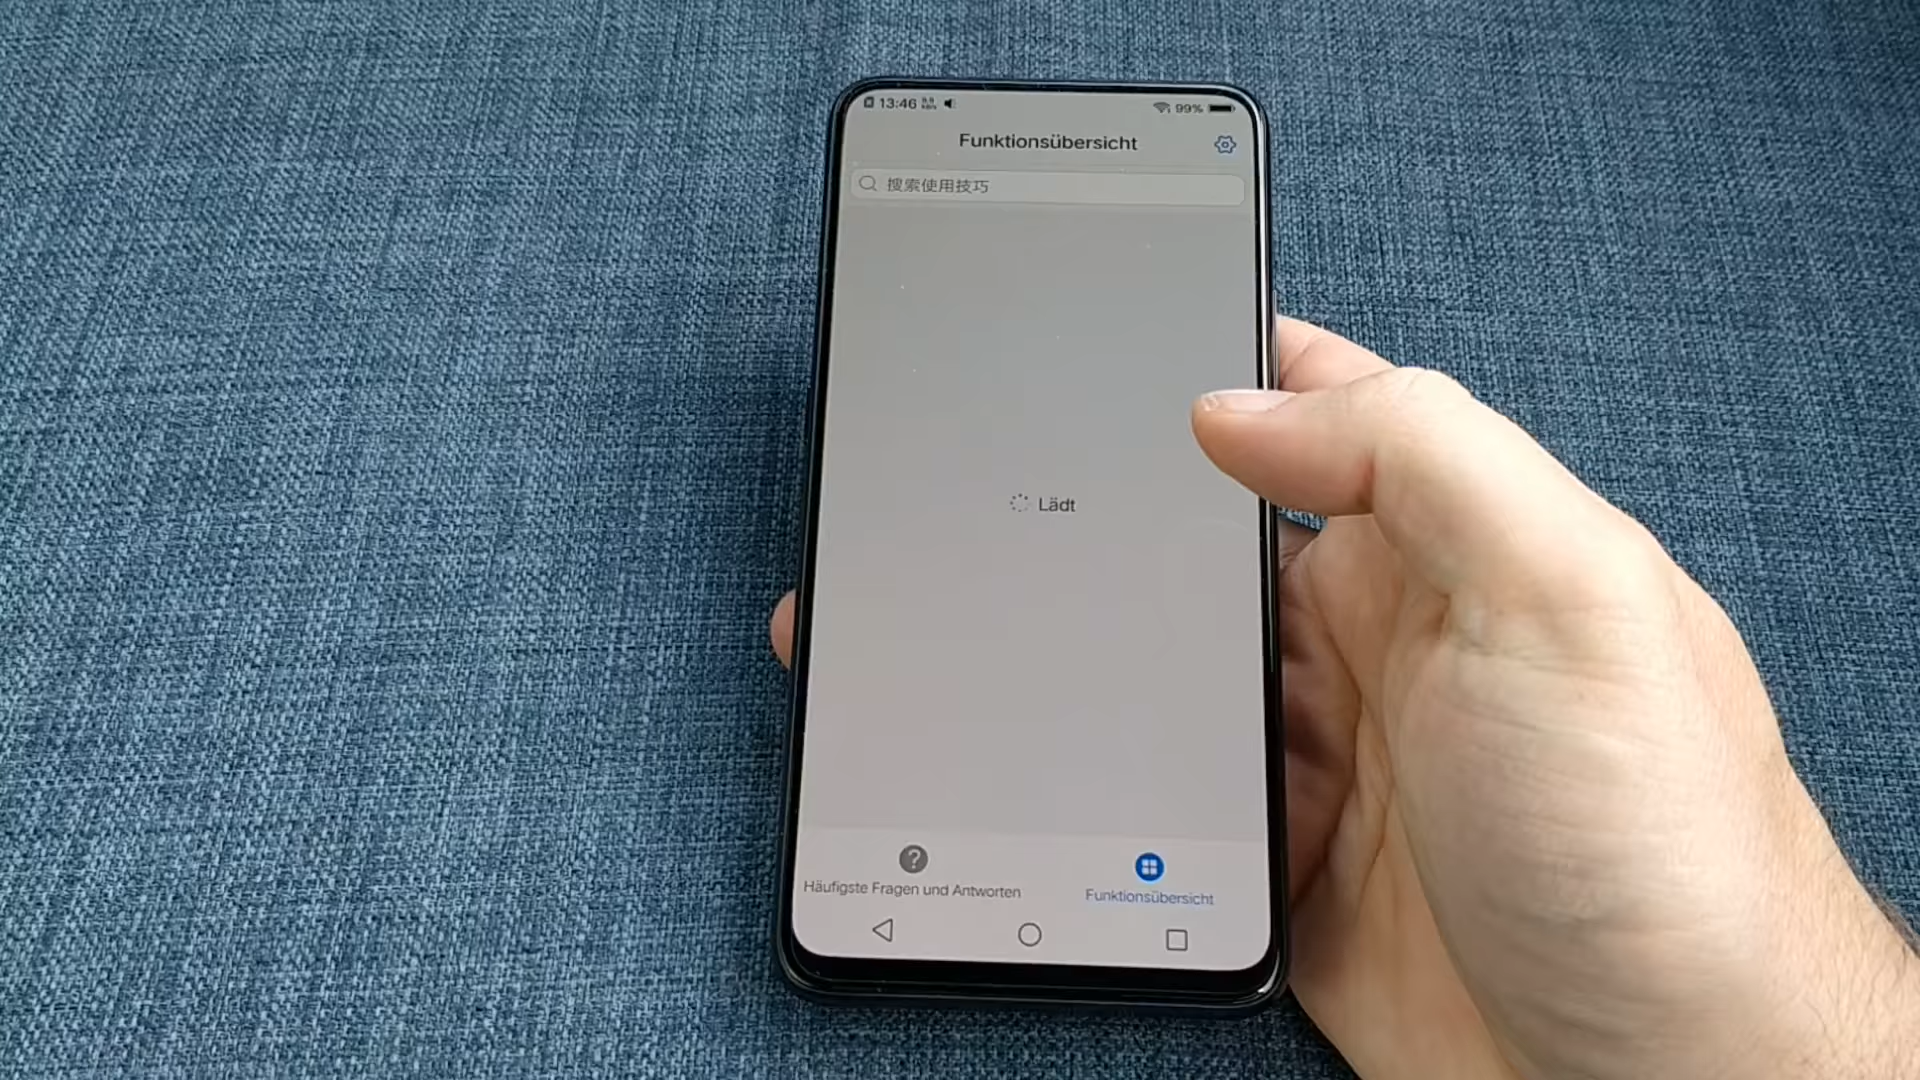 13:46
99%
Funktionsübersicht
搜索使用技巧
Lädt
Häufigste Fragen und Antworten
Funktionsübersicht